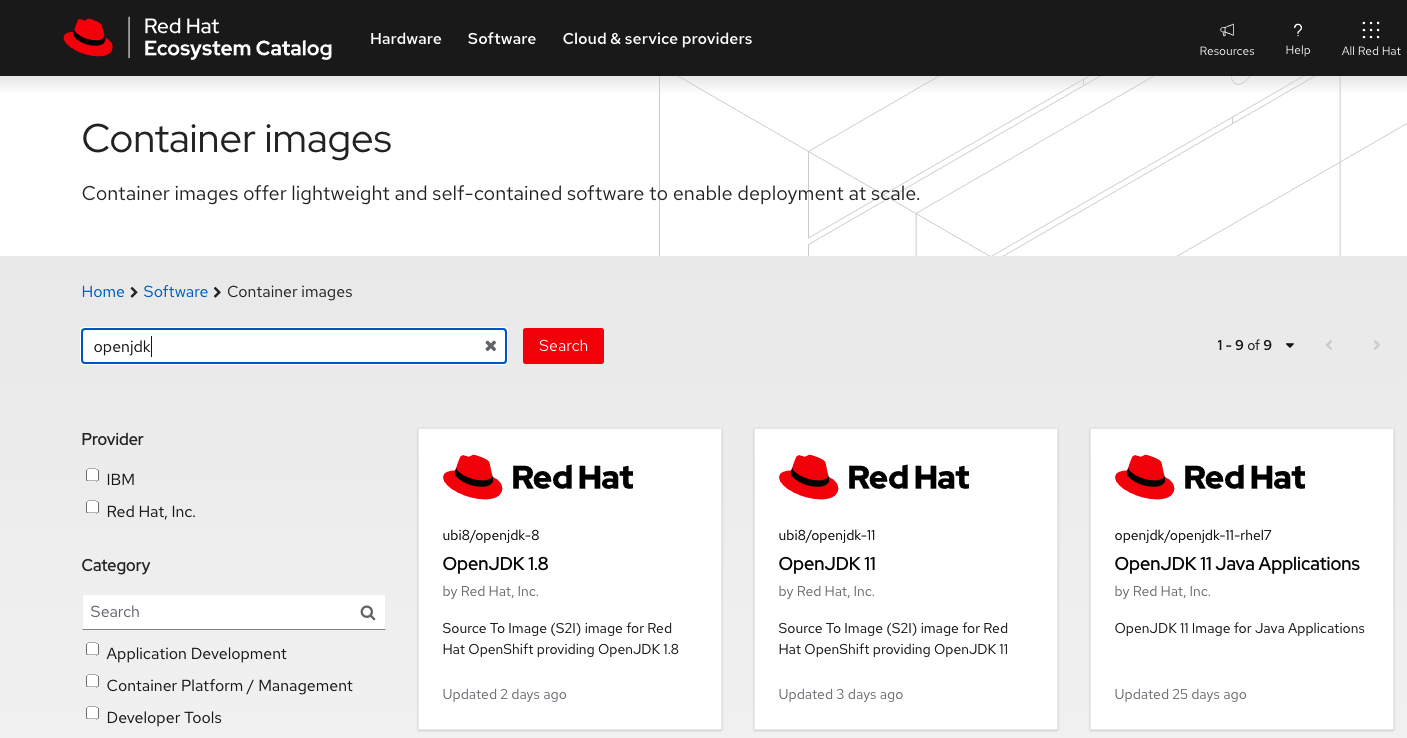 Red Hat
Ecosystem Catalog
Hardware Software Cloud & service providers
Resources
Help
All Red Hat
Container images
Container images offer lightweight and self-contained software to enable deployment at scale.
Home Software Container images
openjdk
Search
1 - 9 of 9
Provider
IBM
Red Hat, Inc.
Category
Search
Application Development
Container Platform / Management
Developer Tools
Red Hat
ubi8/openjdk-8
OpenJDK 1.8
by Red Hat, Inc.
Source To Image (S2I) image for Red
Hat OpenShift providing OpenJDK 1.8
Updated 2 days ago
Red Hat
ubi8/openjdk-11
OpenJDK 11
by Red Hat, Inc.
Source To Image (S2I) image for Red
Hat OpenShift providing OpenJDK 11
Updated 3 days ago
Red Hat
openjdk/openjdk-11-rhel7
OpenJDK 11 Java Applications
by Red Hat, Inc.
OpenJDK 11 Image for Java Applications
Updated 25 days ago